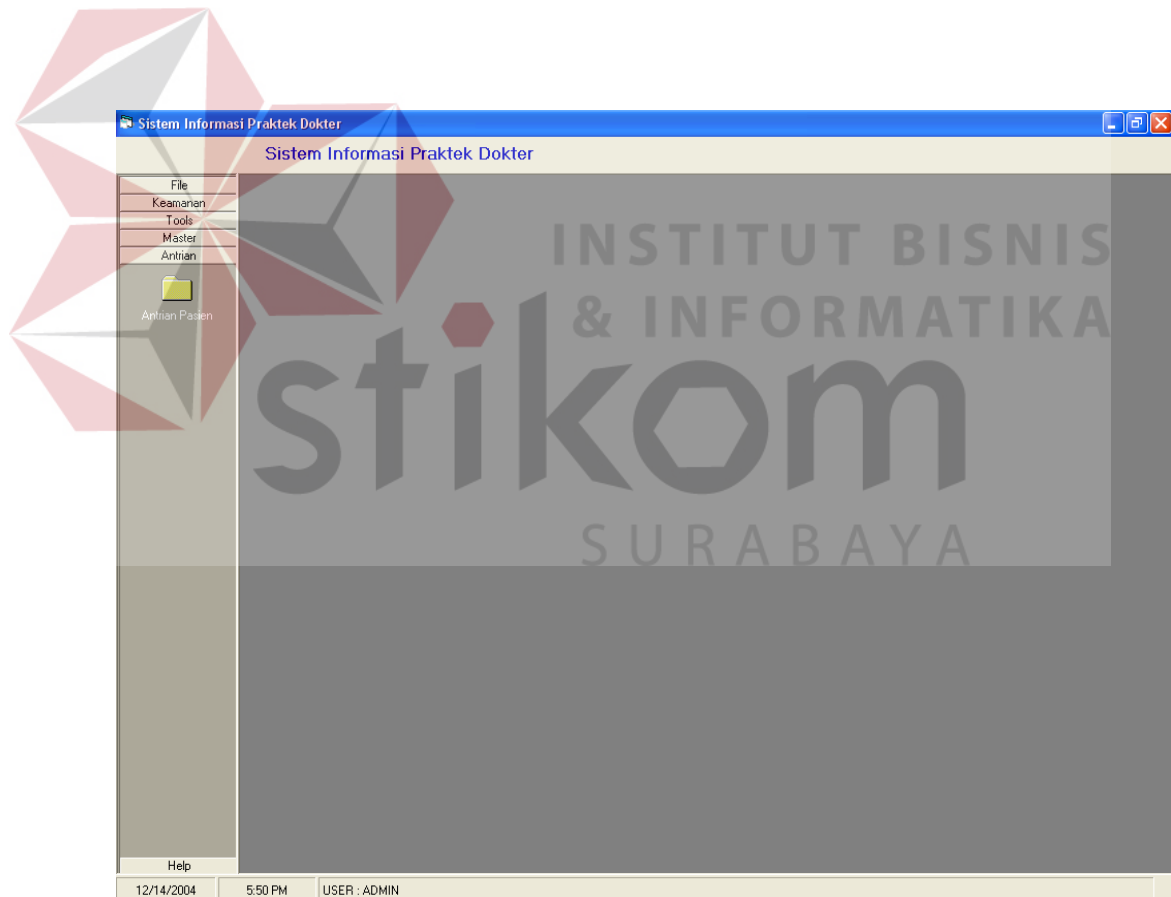 Sistem Informasi Praktek Dokter
Sistem Informasi Praktek Dokter
File
Keamanan
Tools
Master
Antrian
Antrian Pasien
INSTITUT BISNIS
& INFORMATIKA
stikom
SURABAYA
Help
12/14/2004 5:50 PM USER : ADMIN